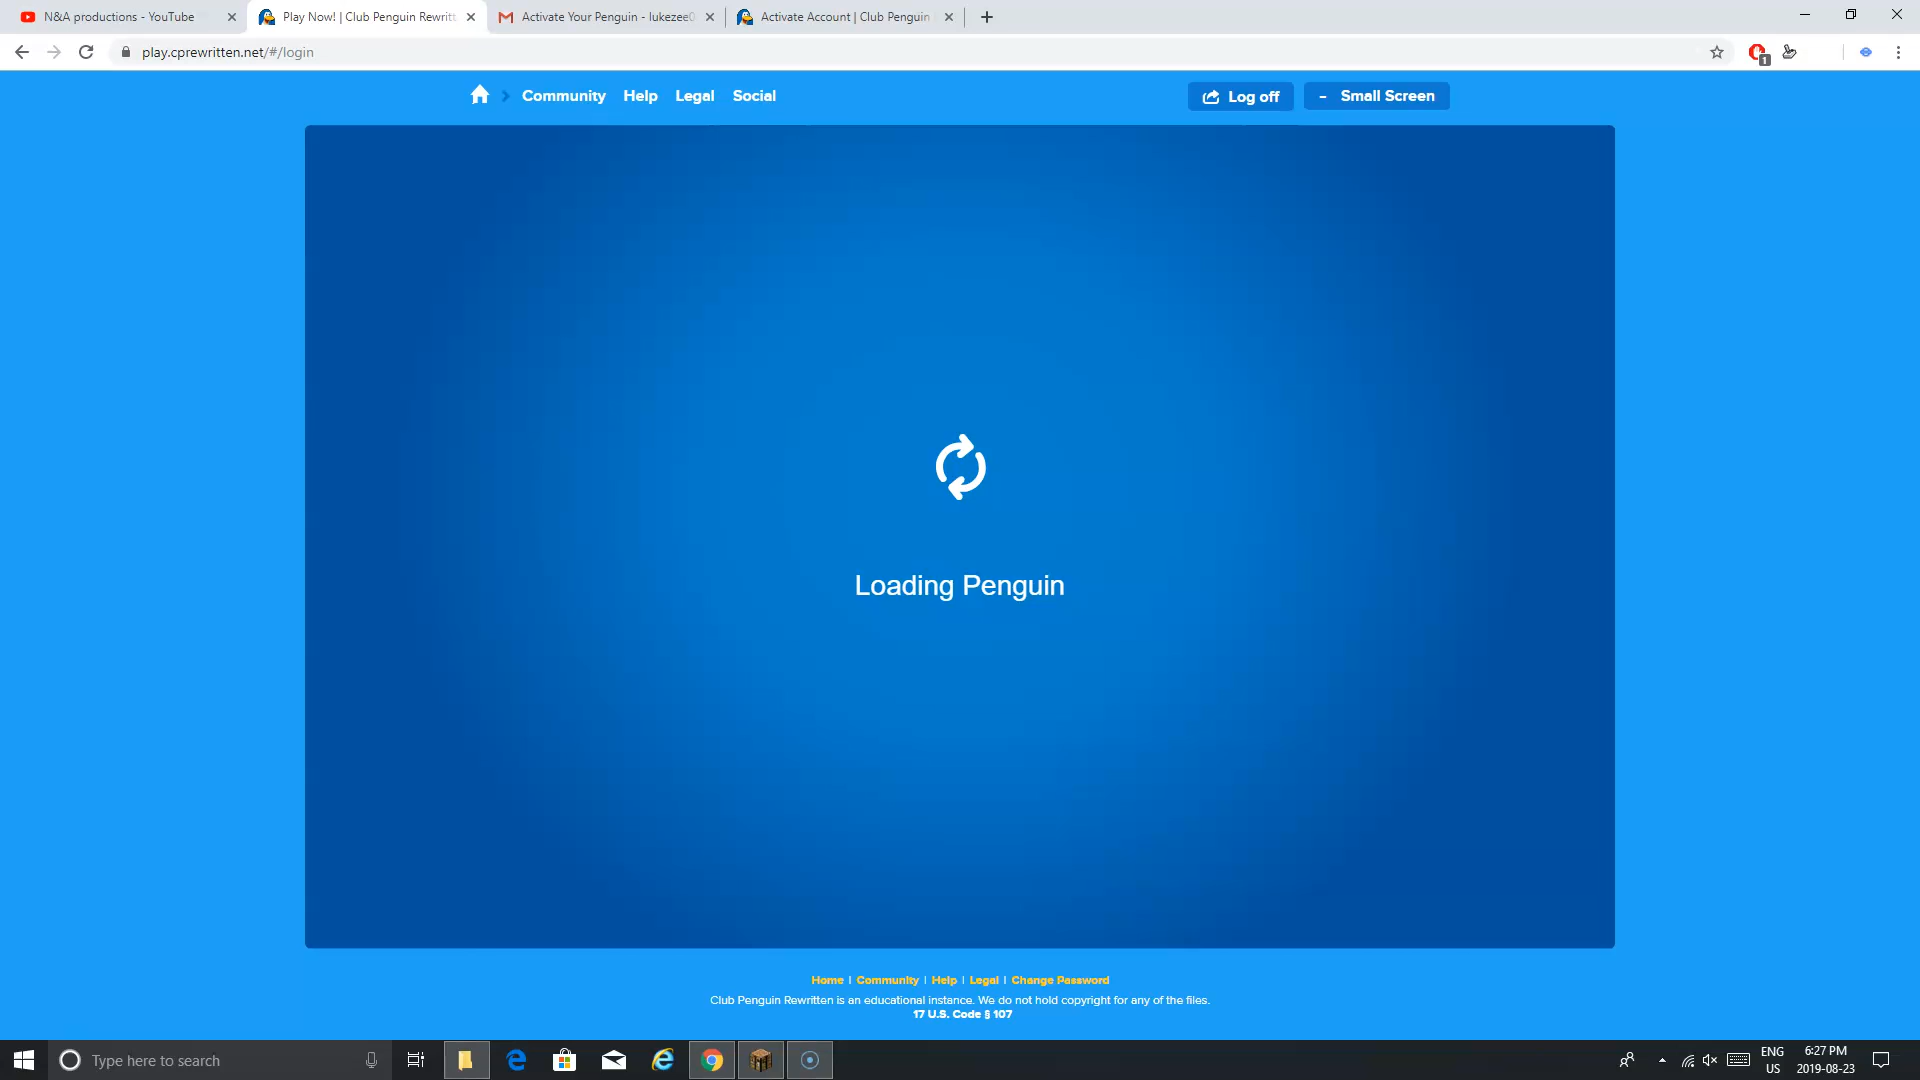 N&A productions - YouTube
Play Now! | Club Penguin Rewritt
Activate Your Penguin - lukezee0
Activate Account | Club Penguin
play.cprewritten.net/#/login
1
Community Help Legal Social
Log off
- Small Screen
Loading Penguin
Home | Community | Help | Legal | Change Password
Club Penguin Rewritten is an educational instance. We do not hold copyright for any of the files.
17 U.S. Code § 107
Type here to search
ENG
US
6:27 PM
2019-08-23